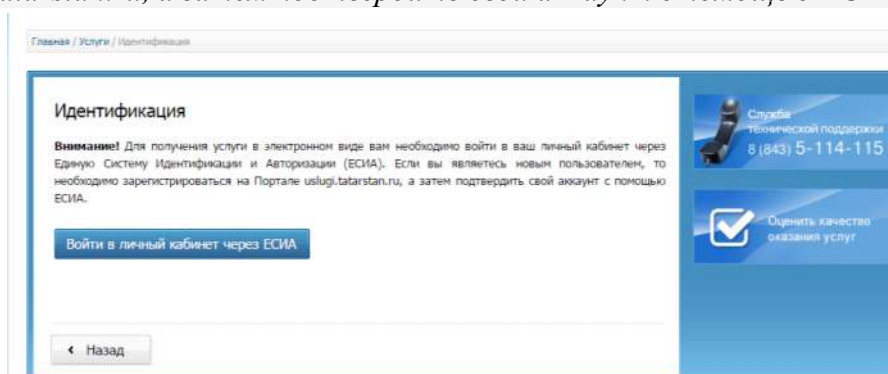 Главная / Услуги / Идентификация
Идентификация
Внимание! Для получения услуги в электронном виде вам необходимо войти в ваш личный кабинет через
Единую Систему Идентификации и Авторизации (ЕСИА). Если вы являетесь новым пользователем, то
необходимо зарегистрироваться на Портале uslugi.tatarstan.ru, а затем подтвердить свой аккаунт с помощью
ЕСИА.
Войти в личный кабинет через ЕСИА
Назад
Служба
технической поддержки
8 (843) 5-114-115
Оценить качество
оказания услуг